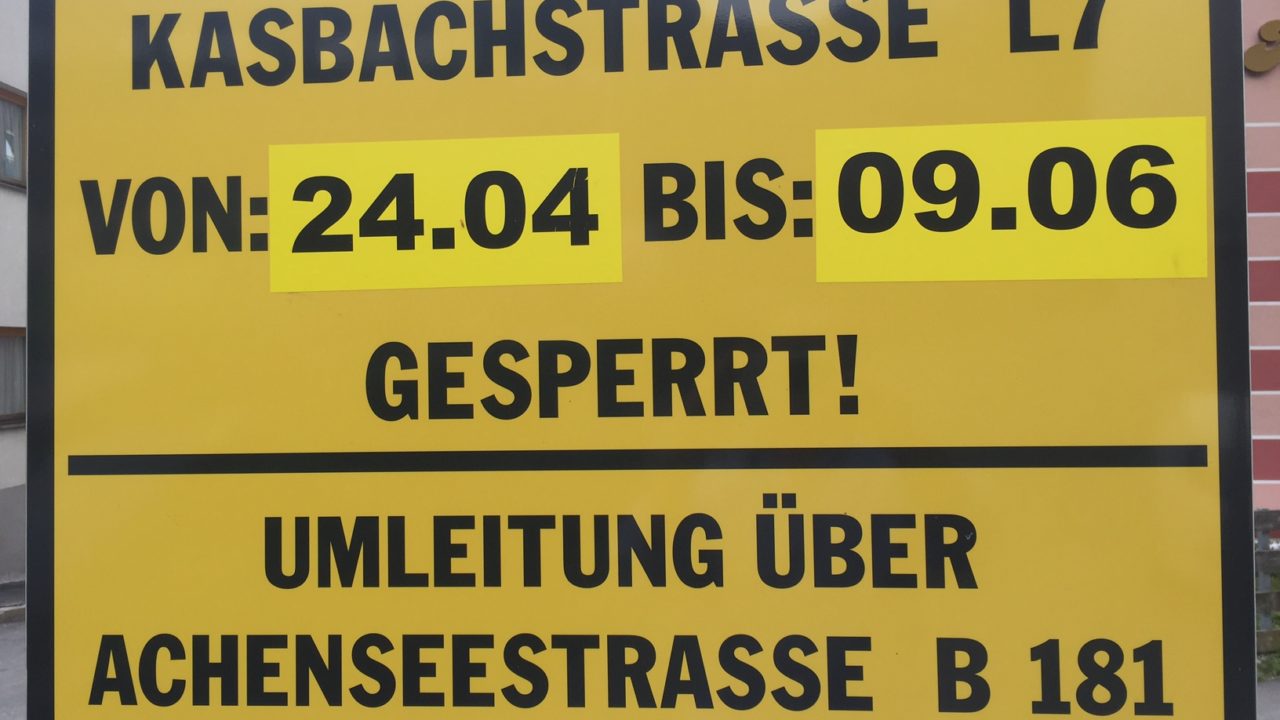 KASBACHSTRASSE L7
VON: 24.04 BIS: 09.06
GESPERRT!
UMLEITUNG ÜBER
ACHENSEESTRASSE B 181